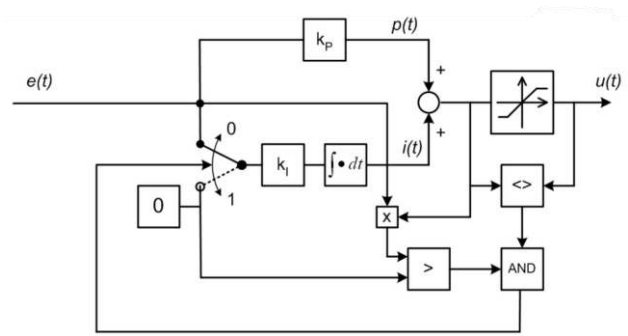 k_P
p(t)
e(t)
+
u(t)
0
k_I
∫•dt
i(t)
+
<>
0
1
x
>
AND